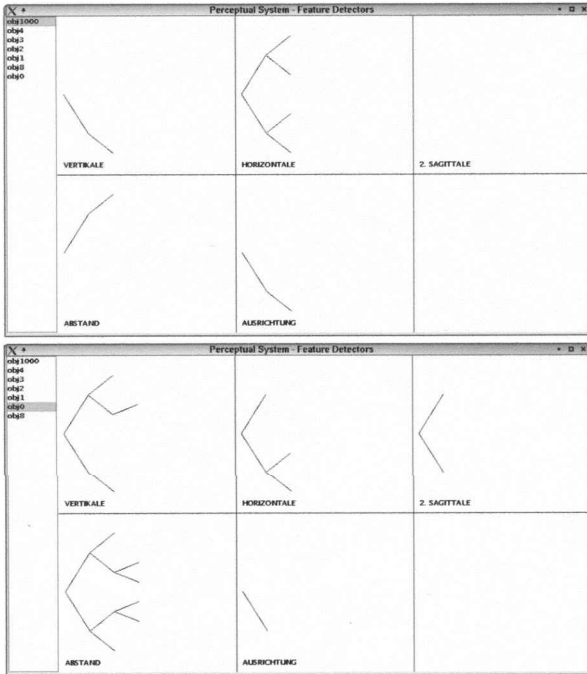 X Perceptual System - Feature Detectors
obj1000
obj4
obj3
obj2
obj1
obj8
obj0
VERTIKALE HORIZONTALE 2. SAGITTALE
ABSTAND AUSRICHTUNG
X Perceptual System - Feature Detectors
obj1000
obj4
obj3
obj2
obj1
obj0
obj8
VERTIKALE HORIZONTALE 2. SAGITTALE
ABSTAND AUSRICHTUNG